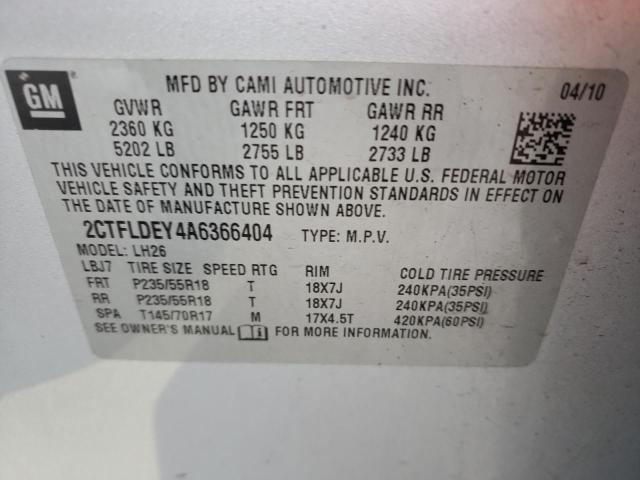 GM
MFD BY CAMI AUTOMOTIVE INC. 04/10
GVWR GAWR FRT GAWR RR
2360 KG 1250 KG 1240 KG
5202 LB 2755 LB 2733 LB
THIS VEHICLE CONFORMS TO ALL APPLICABLE U.S. FEDERAL MOTOR
VEHICLE SAFETY AND THEFT PREVENTION STANDARDS IN EFFECT ON
THE DATE OF MANUFACTURE SHOWN ABOVE.
2CTFLDEY4A6366404 TYPE: M.P.V.
MODEL: LH26
LBJ7 TIRE SIZE SPEED RTG RIM COLD TIRE PRESSURE
FRT P235/55R18 T 18X7J 240KPA(35PSI)
RR P235/55R18 T 18X7J 240KPA(35PSI)
SPA T145/70R17 M 17X4.5T 420KPA(60PSI)
SEE OWNER'S MANUAL FOR MORE INFORMATION.